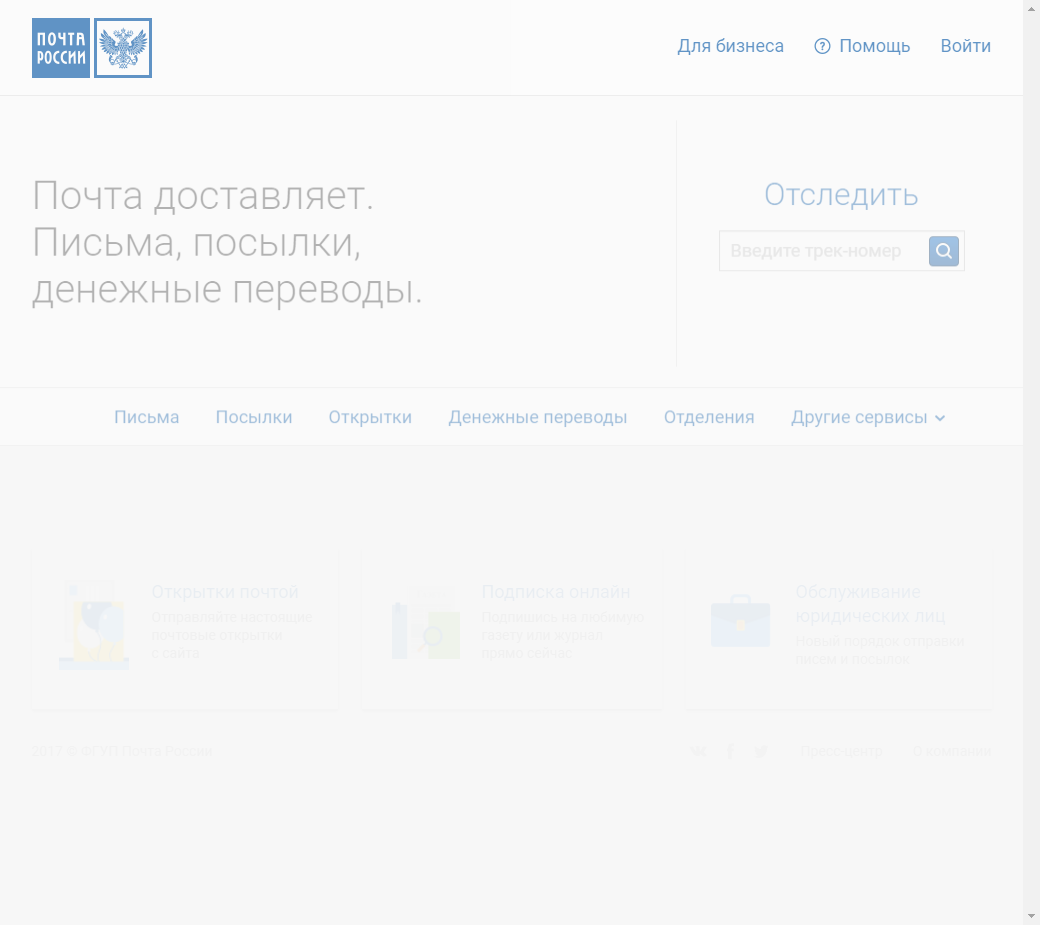 ПОЧТА
РОССИИ
Для бизнеса
Помощь
Войти
Почта доставляет.
Письма, посылки,
денежные переводы.
Отследить
Введите трек-номер
Письма
Посылки
Открытки
Денежные переводы
Отделения
Другие сервисы
Открытки почтой
Отправляйте настоящие
почтовые открытки
с сайта
Подписка онлайн
Подпишись на любимую
газету или журнал
прямо сейчас
Обслуживание
юридических лиц
Новый порядок отправки
писем и посылок
2017 © ФГУП Почта России
Пресс-центр
О компании